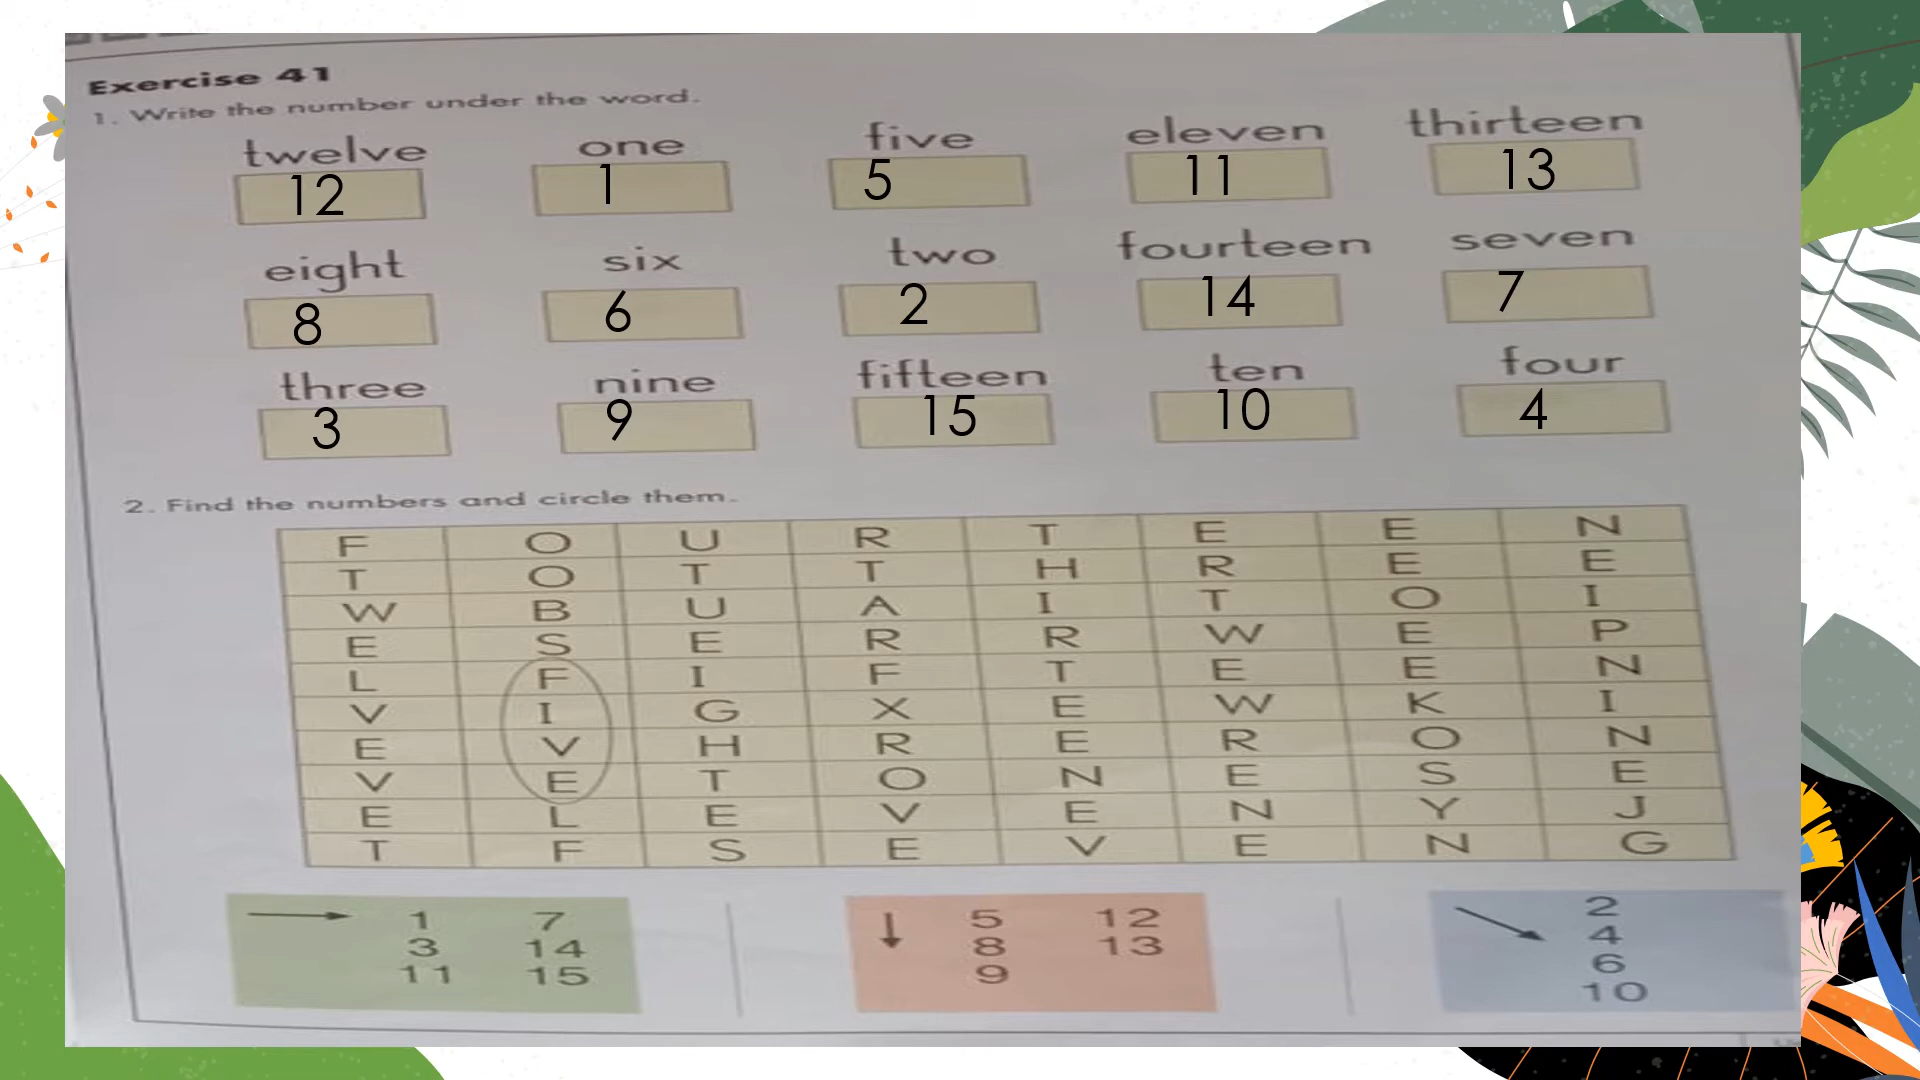 Exercise 41
1. Write the number under the word.
twelve one five eleven thirteen
12 1 5 11 13
eight six two fourteen seven
8 6 2 14 7
three nine fifteen ten four
3 9 15 10 4
2. Find the numbers and circle them.
F O U R T E E N
T O T T H R E E
W B U A I T O I
E S E R R W E P
L F I F T E E N
V I G X E W K I
E V H R E R O N
V E T O N E S E
E L E V E N Y J
T F S E V E N G
1 7 5 12 2
3 14 8 13 4
11 15 9 6
10